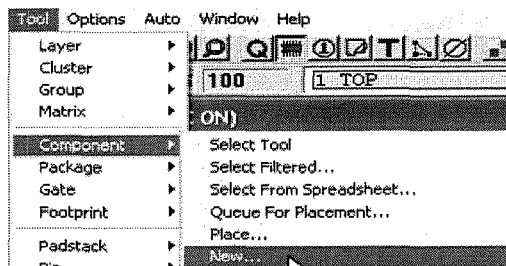 Tool Options Auto Window Help
Layer
Cluster
Group
Matrix
100 1 TOP
ON)
Component
Package
Gate
Footprint
Padstack
Select Tool
Select Filtered...
Select From Spreadsheet...
Queue For Placement...
Place...
New...